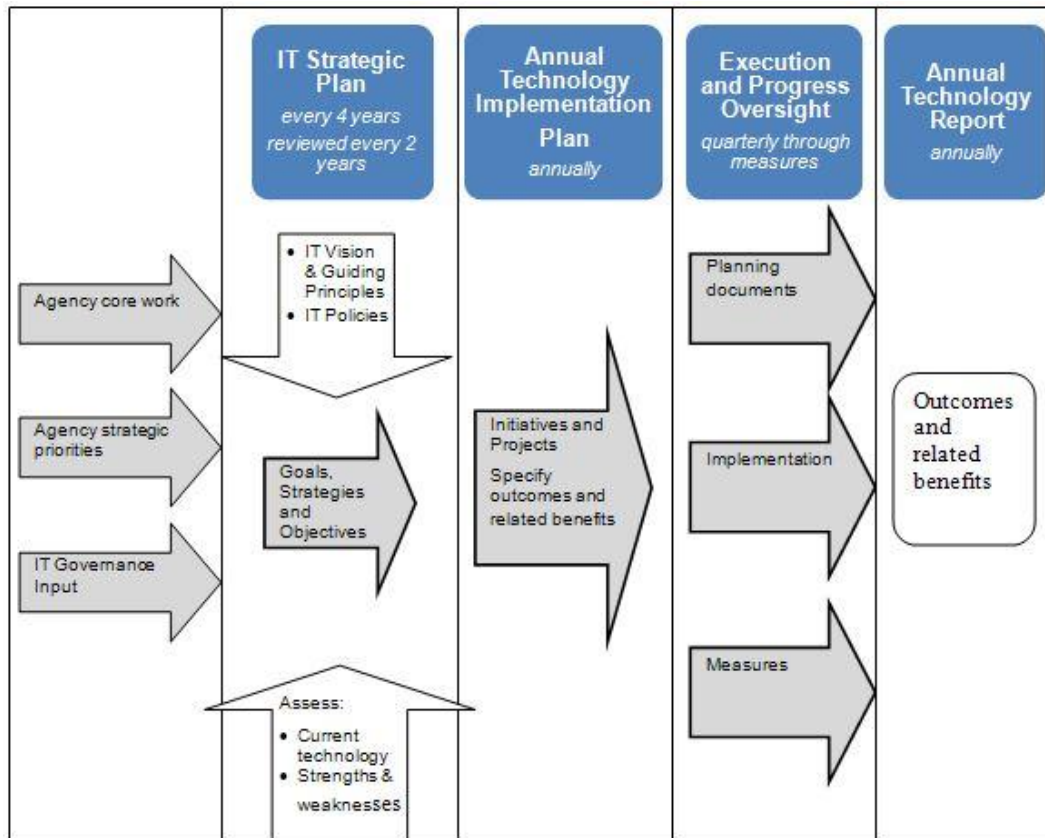 IT Strategic
Plan
every 4 years
reviewed every 2
years
Annual
Technology
Implementation
Plan
annually
Execution
and Progress
Oversight
quarterly through
measures
Annual
Technology
Report
annually
Agency core work
Agency strategic
priorities
IT Governance
Input
• IT Vision
& Guiding
Principles
• IT Policies
Goals,
Strategies
and
Objectives
Assess:
• Current
technology
• Strengths &
weaknesses
Initiatives and
Projects
Specify
outcomes and
related benefits
Planning
documents
Implementation
Measures
Outcomes
and
related
benefits